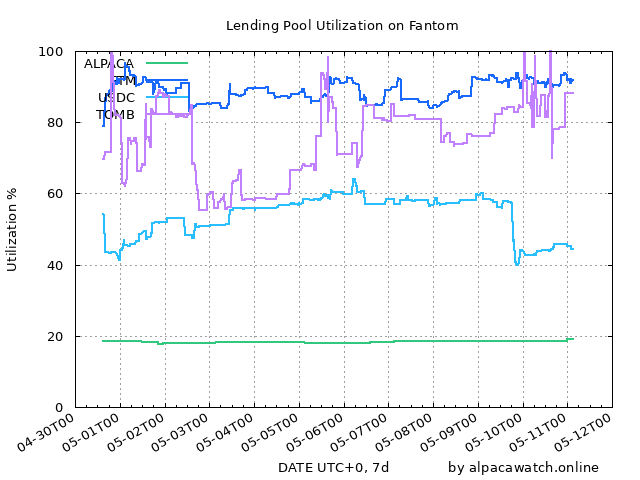 Lending Pool Utilization on Fantom
100
80
60
40
20
0
Utilization %
ALPACA
USDC
TOMB
04-30T00
05-01T00
05-02T00
05-03T00
05-04T00
05-05T00
05-06T00
05-07T00
05-08T00
05-09T00
05-10T00
05-11T00
05-12T00
DATE UTC+0, 7d
by alpacawatch.online